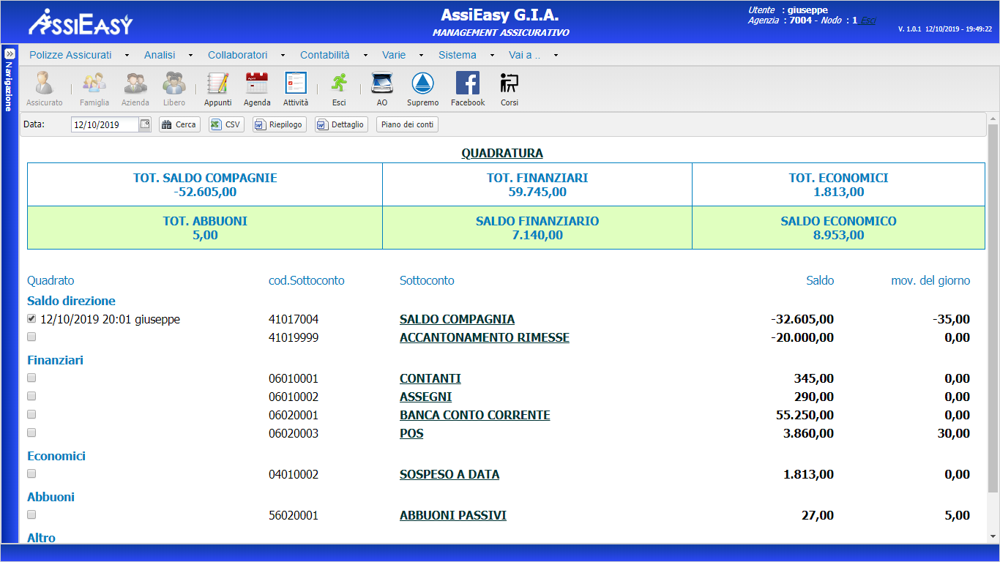 ASSIEASY
AssiEasy G.I.A.
MANAGEMENT ASSICURATIVO
Utente : giuseppe
Agenzia : 7004 - Nodo : 1 Esci
V. 1.0.1 12/10/2019 - 19:49:22
Navigazione
Polizze Assicurati Analisi Collaboratori Contabilità Varie Sistema Vai a ..
Assicurato Famiglia Azienda Libero Appunti Agenda Attività Esci AO Supremo Facebook Corsi
Data: 12/10/2019 Cerca CSV Riepilogo Dettaglio Piano dei conti
QUADRATURA
TOT. SALDO COMPAGNIE TOT. FINANZIARI TOT. ECONOMICI
-52.605,00 59.745,00 1.813,00
TOT. ABBUONI SALDO FINANZIARIO SALDO ECONOMICO
5,00 7.140,00 8.953,00
Quadrato cod.Sottoconto Sottoconto Saldo mov. del giorno
Saldo direzione
12/10/2019 20:01 giuseppe 41017004 SALDO COMPAGNIA -32.605,00 -35,00
41019999 ACCANTONAMENTO RIMESSE -20.000,00 0,00
Finanziari
06010001 CONTANTI 345,00 0,00
06010002 ASSEGNI 290,00 0,00
06020001 BANCA CONTO CORRENTE 55.250,00 0,00
06020003 POS 3.860,00 30,00
Economici
04010002 SOSPESO A DATA 1.813,00 0,00
Abbuoni
56020001 ABBUONI PASSIVI 27,00 5,00
Altro